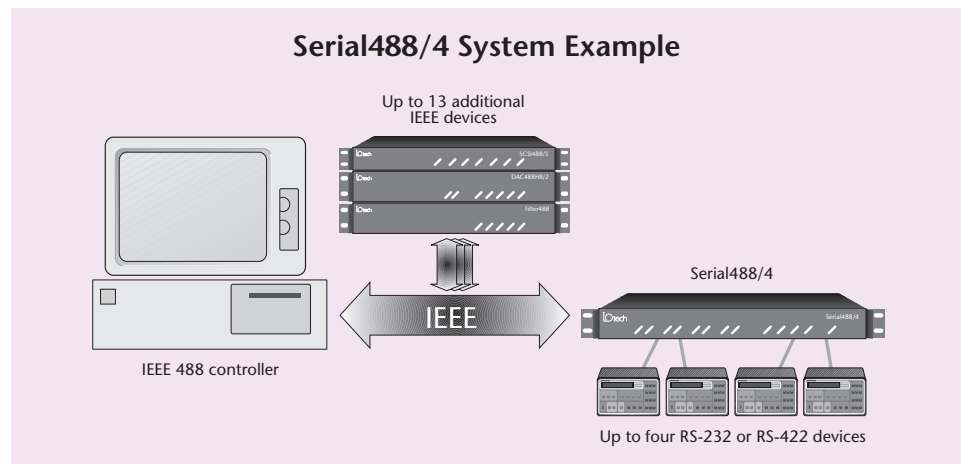 Serial488/4 System Example
Up to 13 additional
IEEE devices
IOtech
SCSI488/S
IOtech
DAC488HR/2
IOtech
Filter488
IEEE
IEEE 488 controller
Serial488/4
IOtech
Serial488/4
Up to four RS-232 or RS-422 devices